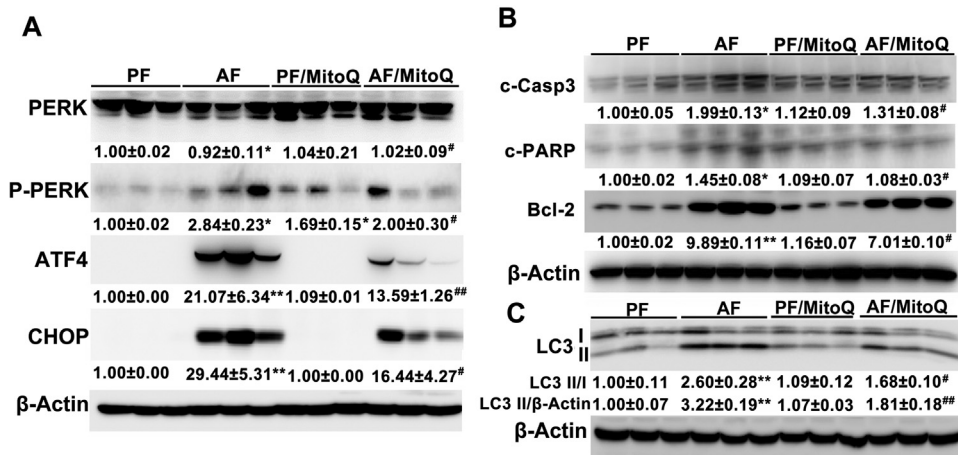 A
PF AF PF/MitoQ AF/MitoQ
PERK
1.00±0.02 0.92±0.11* 1.04±0.21 1.02±0.09#
P-PERK
1.00±0.02 2.84±0.23* 1.69±0.15* 2.00±0.30#
ATF4
1.00±0.00 21.07±6.34** 1.09±0.01 13.59±1.26##
CHOP
1.00±0.00 29.44±5.31** 1.00±0.00 16.44±4.27#
β-Actin
B
PF AF PF/MitoQ AF/MitoQ
c-Casp3
1.00±0.05 1.99±0.13* 1.12±0.09 1.31±0.08#
c-PARP
1.00±0.02 1.45±0.08* 1.09±0.07 1.08±0.03#
Bcl-2
1.00±0.02 9.89±0.11** 1.16±0.07 7.01±0.10#
β-Actin
C
PF AF PF/MitoQ AF/MitoQ
LC3 I
II
LC3 II/I 1.00±0.11 2.60±0.28** 1.09±0.12 1.68±0.10#
LC3 II/β-Actin 1.00±0.07 3.22±0.19** 1.07±0.03 1.81±0.18##
β-Actin